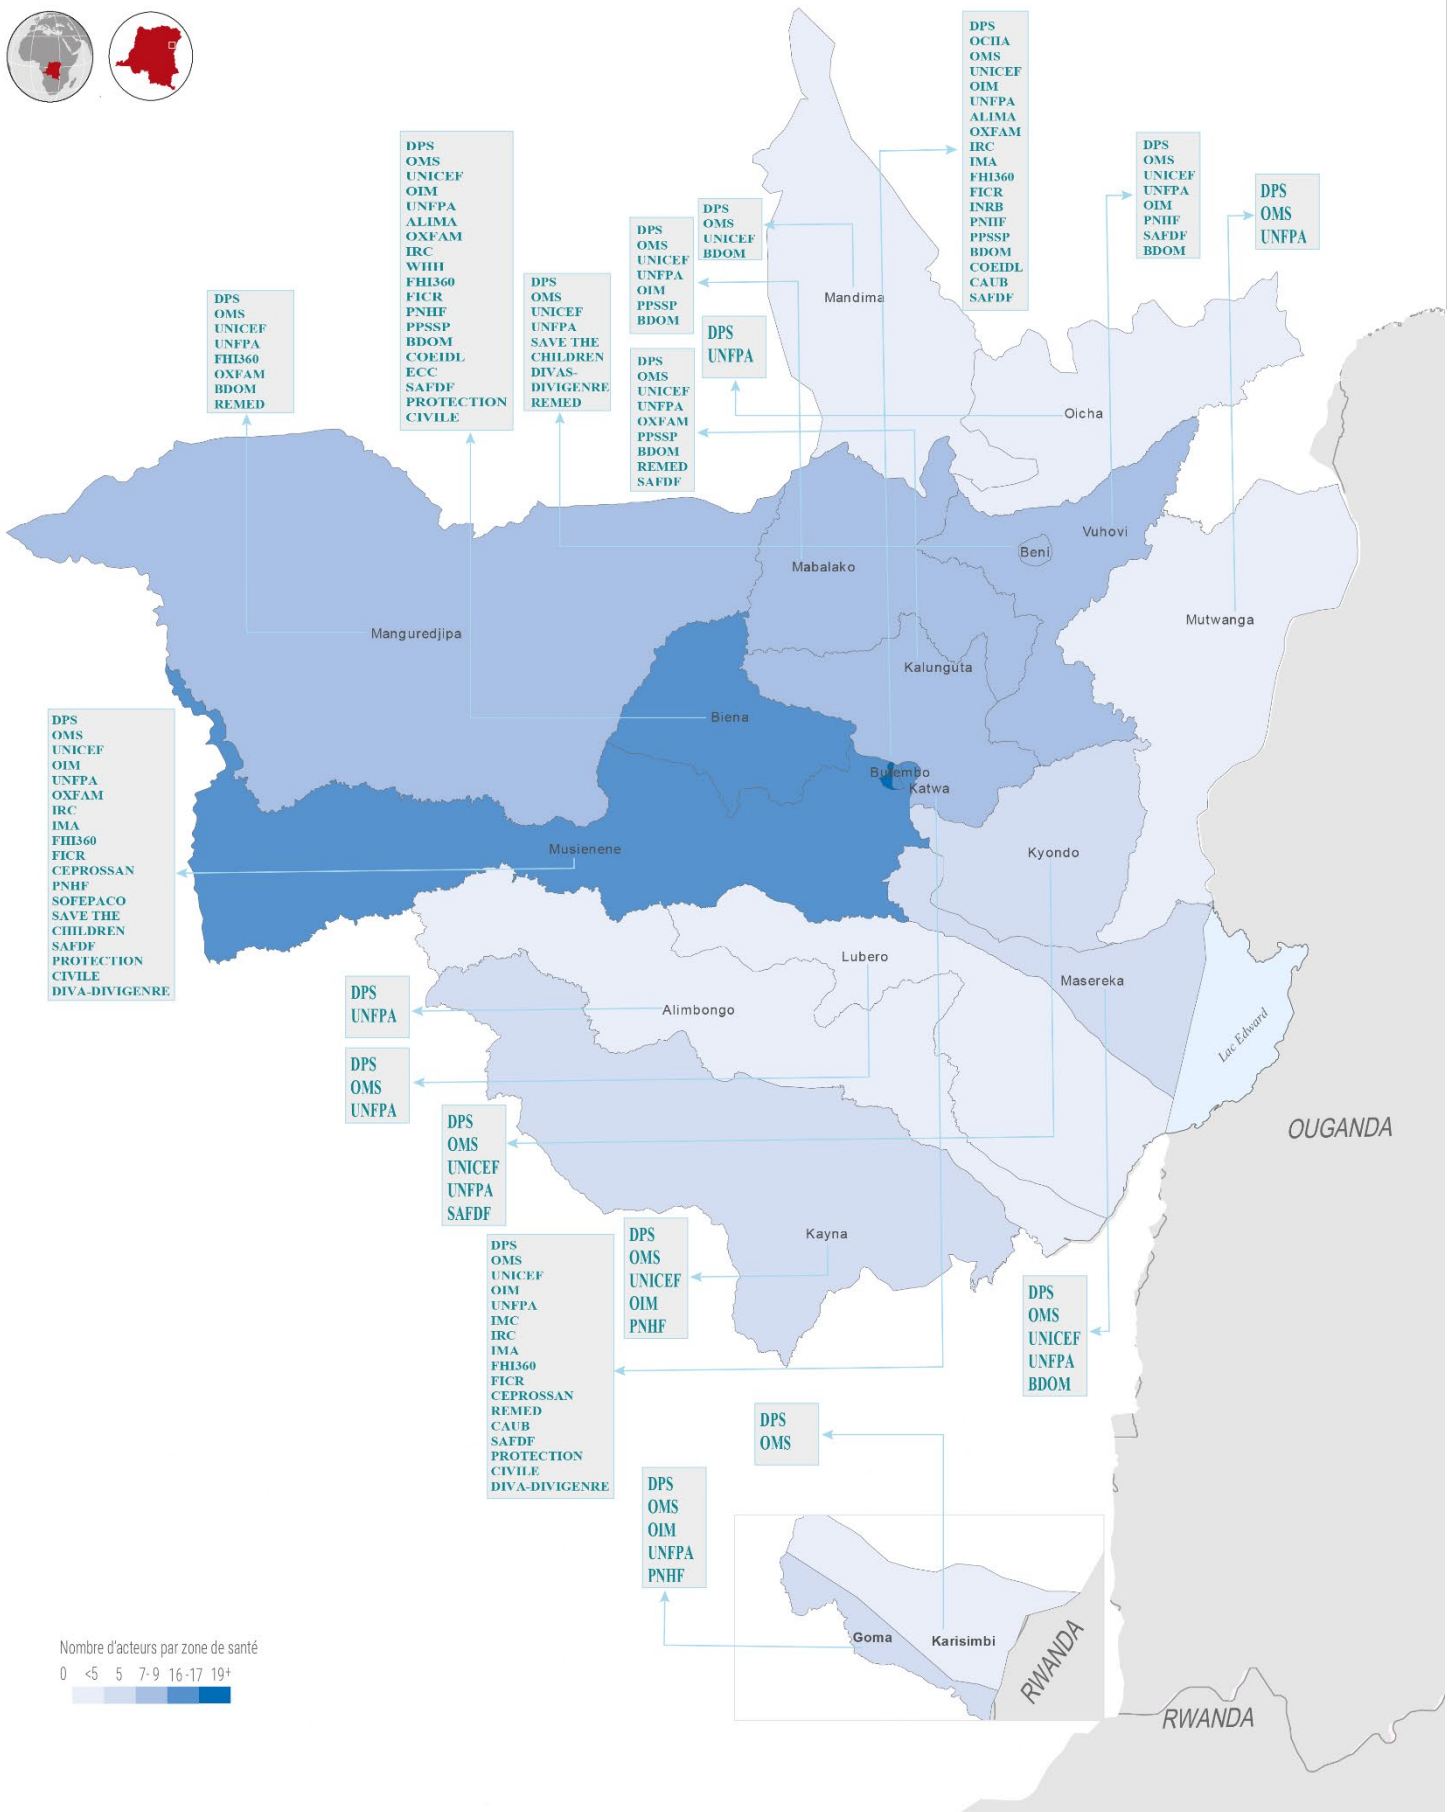 DPS
OCHA
OMS
UNICEF
OIM
UNFPA
ALIMA
OXFAM
IRC
IMA
FHI360
FICR
INRB
PNHF
PPSSP
BDOM
COEIDL
CAUB
SAFDF
DPS
OMS
UNICEF
OIM
UNFPA
ALIMA
OXFAM
IRC
WHH
FHI360
FICR
PNHF
PPSSP
BDOM
COEIDL
ECC
SAFDF
PROTECTION
CIVILE
DPS
OMS
UNICEF
UNFPA
OIM
PNHF
SAFDF
BDOM
DPS
OMS
UNFPA
DPS
OMS
UNICEF
BDOM
DPS
OMS
UNICEF
UNFPA
OIM
PPSSP
BDOM
DPS
OMS
UNICEF
UNFPA
SAVE THE
CHILDREN
DIVAS-
DIVIGENRE
REMED
DPS
OMS
UNICEF
UNFPA
FHI360
OXFAM
BDOM
REMED
DPS
UNFPA
DPS
OMS
UNICEF
UNFPA
OXFAM
PPSSP
BDOM
REMED
SAFDF
Mandima
Oicha
Vuhovi
Beni
Mabalako
Mutwanga
Manguredjipa
Kalunguta
Biena
Butembo
Katwa
Musienene
Kyondo
Lubero
Masereka
Alimbongo
Lac Edward
OUGANDA
Kayna
DPS
OMS
UNICEF
OIM
UNFPA
OXFAM
IRC
IMA
FHI360
FICR
CEPROSSAN
PNHF
SOFEPACO
SAVE THE
CHILDREN
SAFDF
PROTECTION
CIVILE
DIVA-DIVIGENRE
DPS
UNFPA
DPS
OMS
UNFPA
DPS
OMS
UNICEF
UNFPA
SAFDF
DPS
OMS
UNICEF
OIM
PNHF
DPS
OMS
UNICEF
OIM
UNFPA
IMC
IRC
IMA
FHI360
FICR
CEPROSSAN
REMED
CAUB
SAFDF
PROTECTION
CIVILE
DIVA-DIVIGENRE
DPS
OMS
UNICEF
UNFPA
BDOM
DPS
OMS
DPS
OMS
OIM
UNFPA
PNHF
Goma
Karisimbi
RWANDA
RWANDA
Nombre d'acteurs par zone de santé
0 <5 5 7-9 16-17 19+